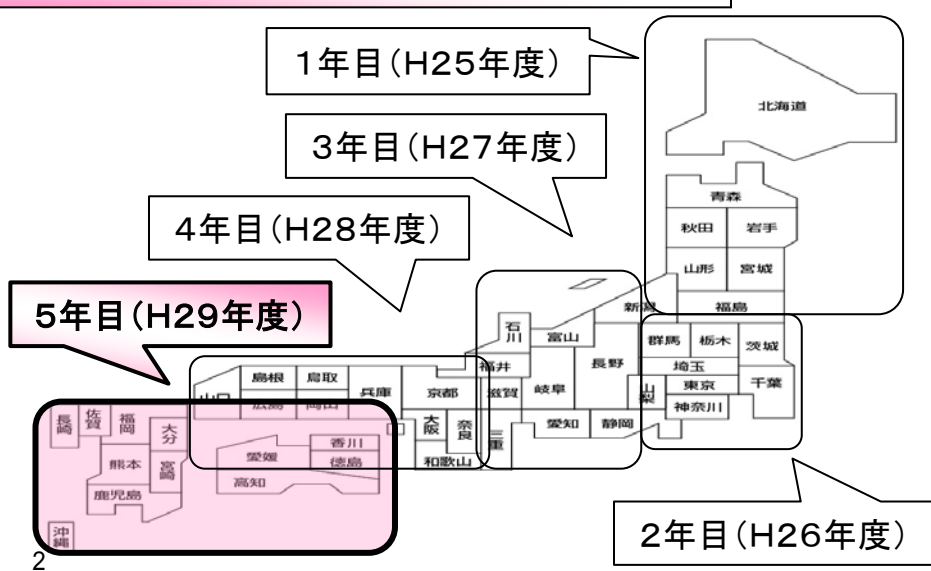 1年目(H25年度)
北海道
3年目(H27年度)
青森
秋田 岩手
4年目(H28年度)
山形 宮城
5年目(H29年度)
新潟 福島
石川 富山 群馬 栃木 茨城
島根 鳥取 兵庫 京都 福井 滋賀 岐阜 長野 埼玉
山口 広島 岡山 山梨 東京 千葉
長崎 佐賀 福岡 大分 大阪 奈良 三重 愛知 静岡 神奈川
愛媛 香川
熊本 宮崎 徳島 和歌山
鹿児島 高知
沖縄
2年目(H26年度)
2